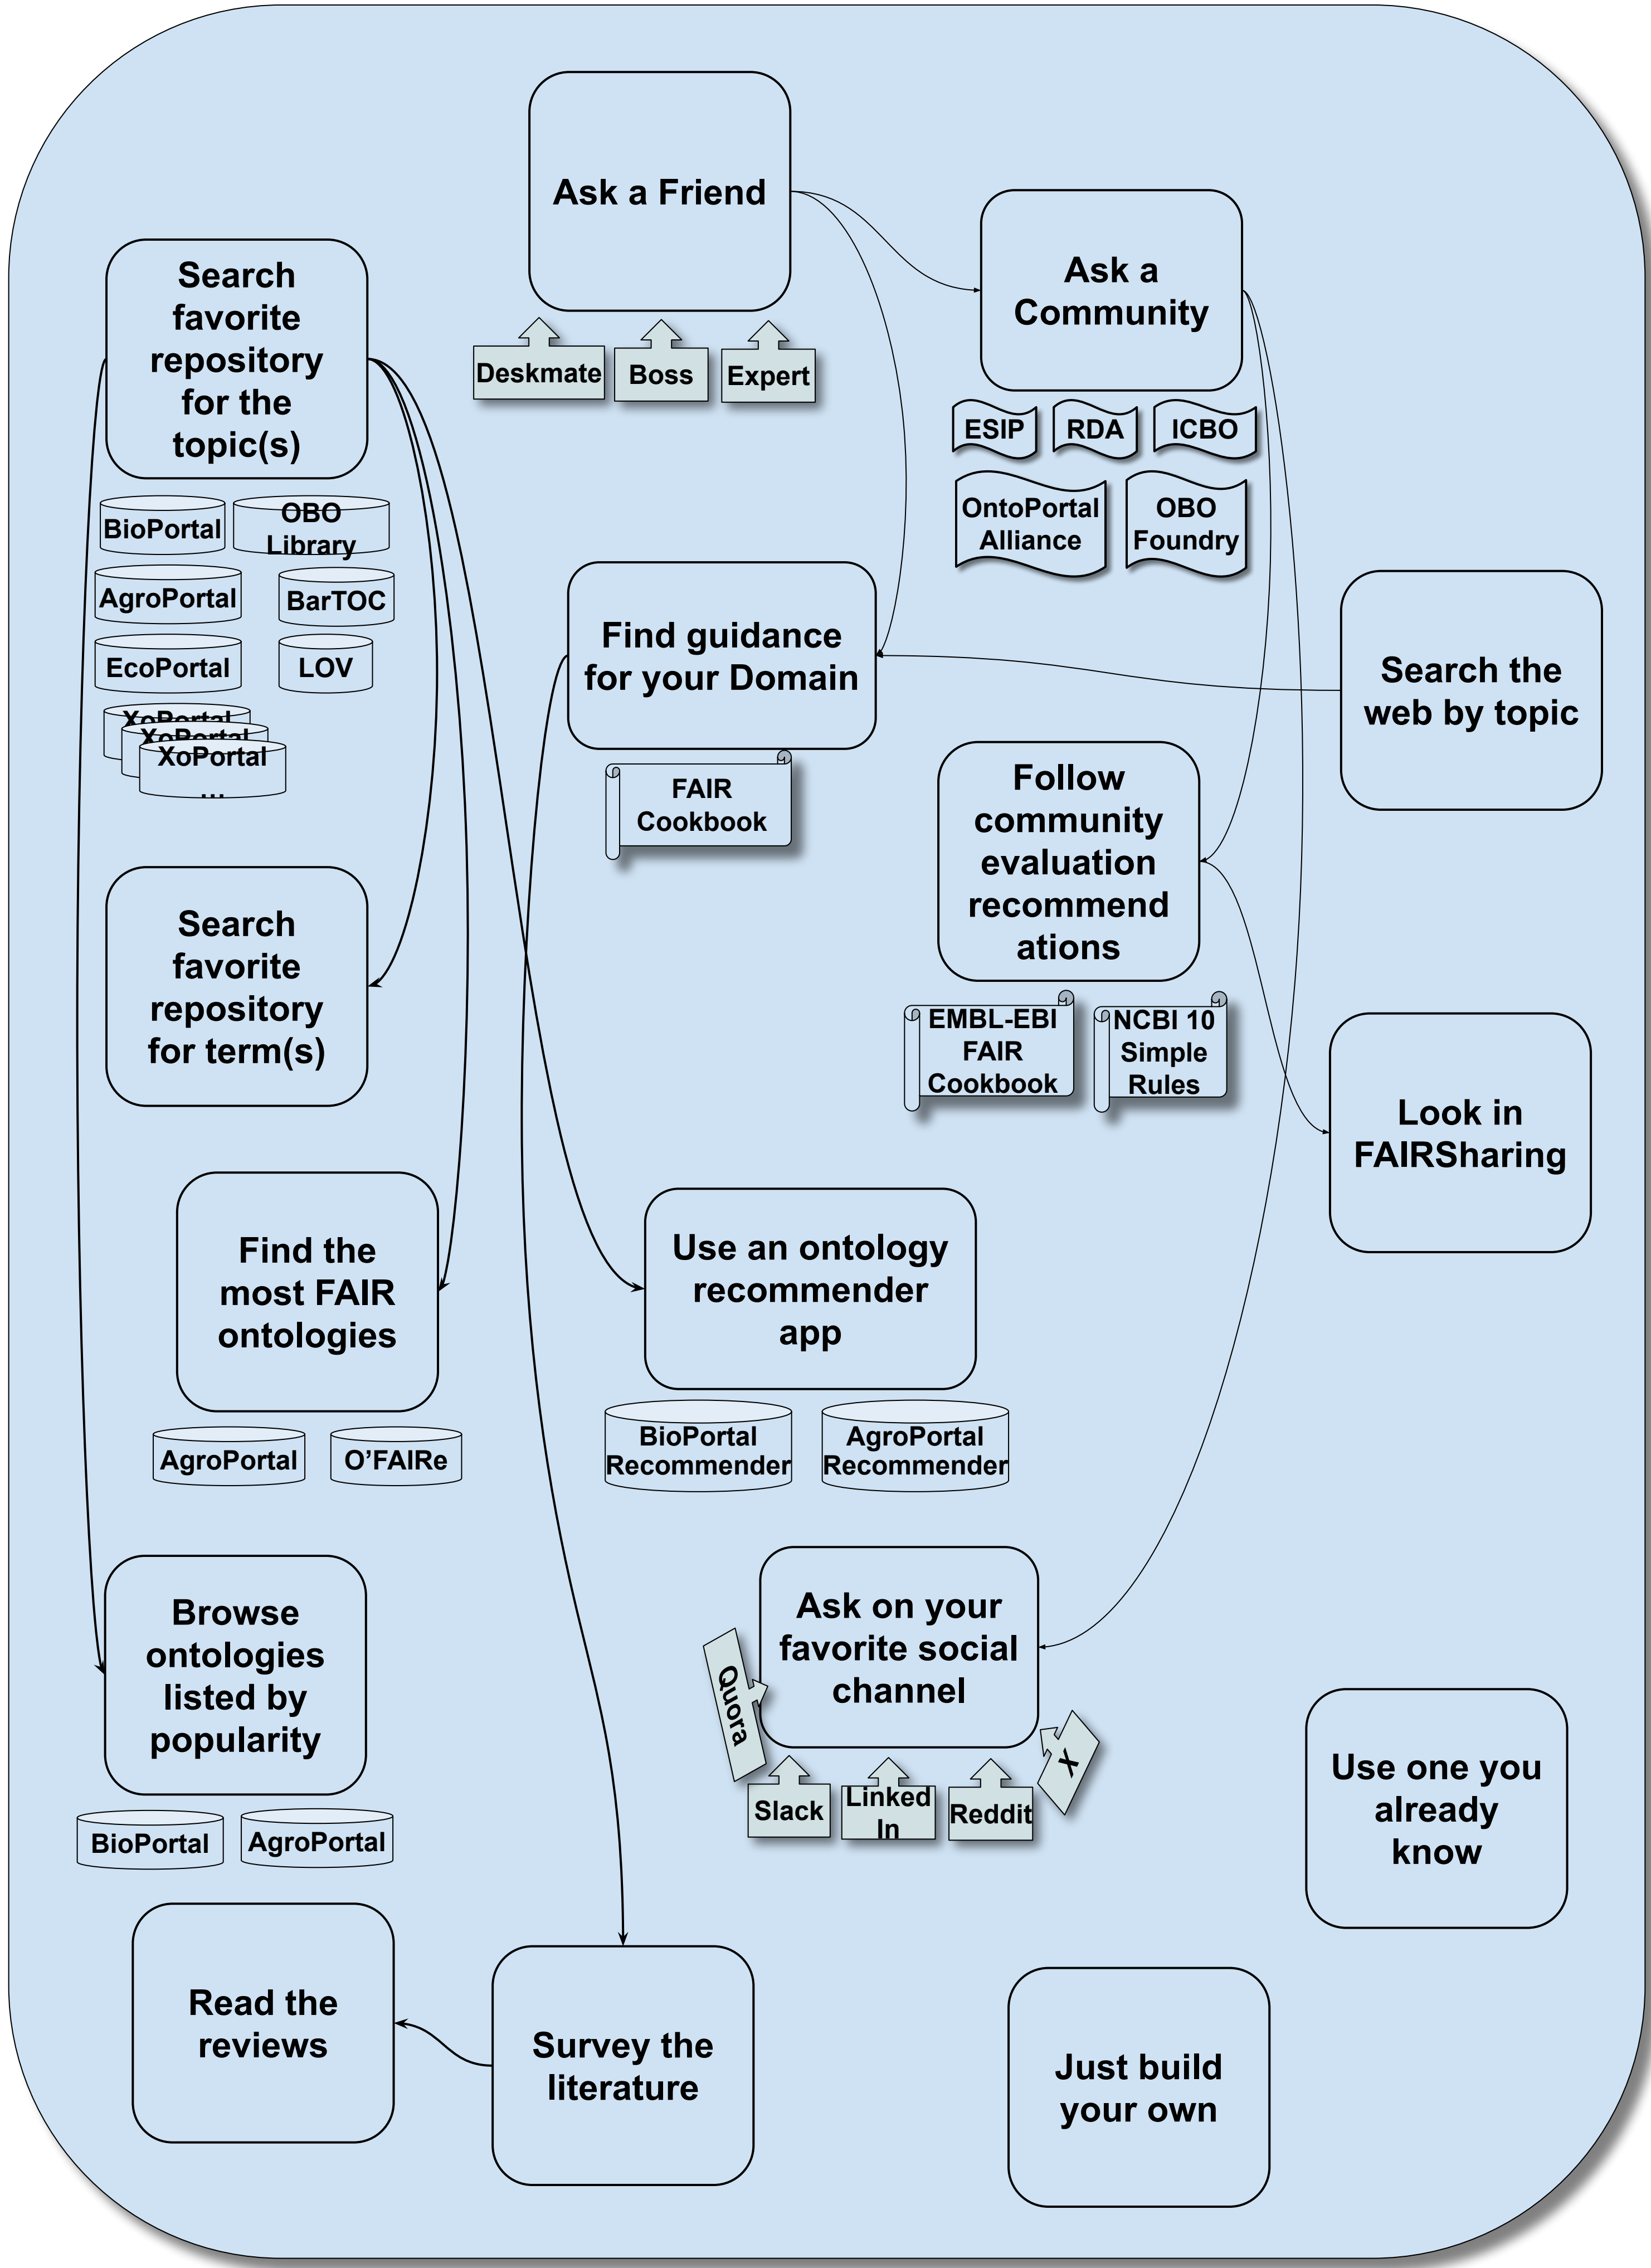 Ask a Friend
Deskmate
Boss
Expert
Ask a
Community
ESIP
RDA
ICBO
OntoPortal
Alliance
OBO
Foundry
Search
favorite
repository
for the
topic(s)
BioPortal
OBO
Library
AgroPortal
BarTOC
EcoPortal
LOV
XoPortal
XoPortal
XoPortal
...
Find guidance
for your Domain
FAIR
Cookbook
Search the
web by topic
Follow
community
evaluation
recommend
ations
EMBL-EBI
FAIR
Cookbook
NCBI 10
Simple
Rules
Search
favorite
repository
for term(s)
Look in
FAIRSharing
Find the
most FAIR
ontologies
AgroPortal
O’FAIRe
Use an ontology
recommender
app
BioPortal
Recommender
AgroPortal
Recommender
Browse
ontologies
listed by
popularity
BioPortal
AgroPortal
Ask on your
favorite social
channel
Quora
Slack
Linked
In
Reddit
X
Use one you
already
know
Read the
reviews
Survey the
literature
Just build
your own